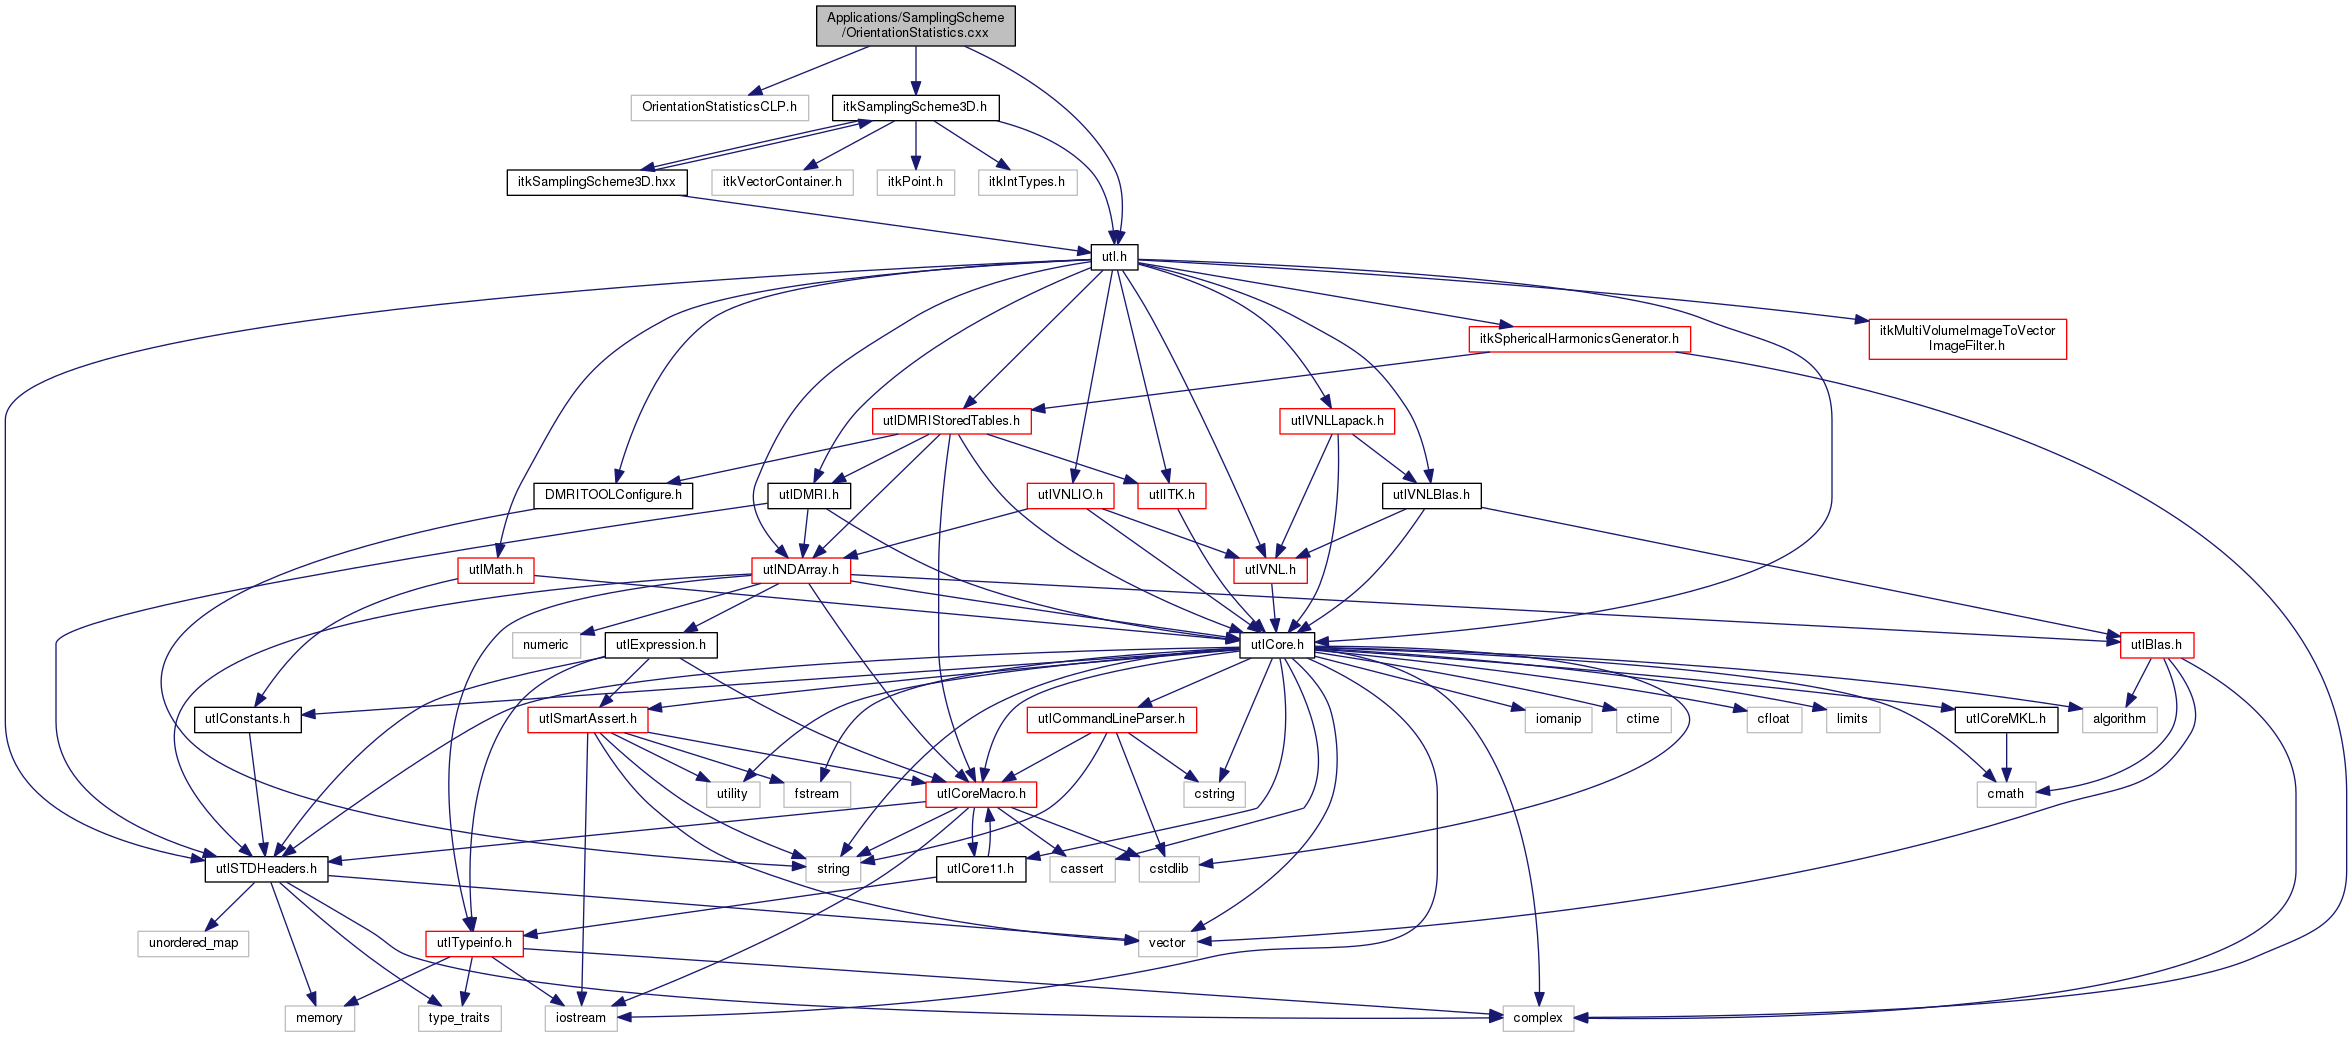 Applications/SamplingScheme
/OrientationStatistics.cxx
OrientationStatisticsCLP.h
itkSamplingScheme3D.h
itkSamplingScheme3D.hxx
itkVectorContainer.h
itkPoint.h
itkIntTypes.h
utl.h
itkSphericalHarmonicsGenerator.h
itkMultiVolumeImageToVector
ImageFilter.h
utlDMRIStoredTables.h
utlVNLLapack.h
DMRITOOLConfigure.h
utlDMRI.h
utlVNLIO.h
utlITK.h
utlVNLBlas.h
utlMath.h
utlNDArray.h
utlVNL.h
numeric
utlExpression.h
utlCore.h
utlBlas.h
utlConstants.h
utlSmartAssert.h
utlCommandLineParser.h
iomanip
ctime
cfloat
limits
utlCoreMKL.h
algorithm
utility
fstream
utlCoreMacro.h
cstring
cmath
utlSTDHeaders.h
string
utlCore11.h
cassert
cstdlib
unordered_map
utlTypeinfo.h
vector
memory
type_traits
iostream
complex